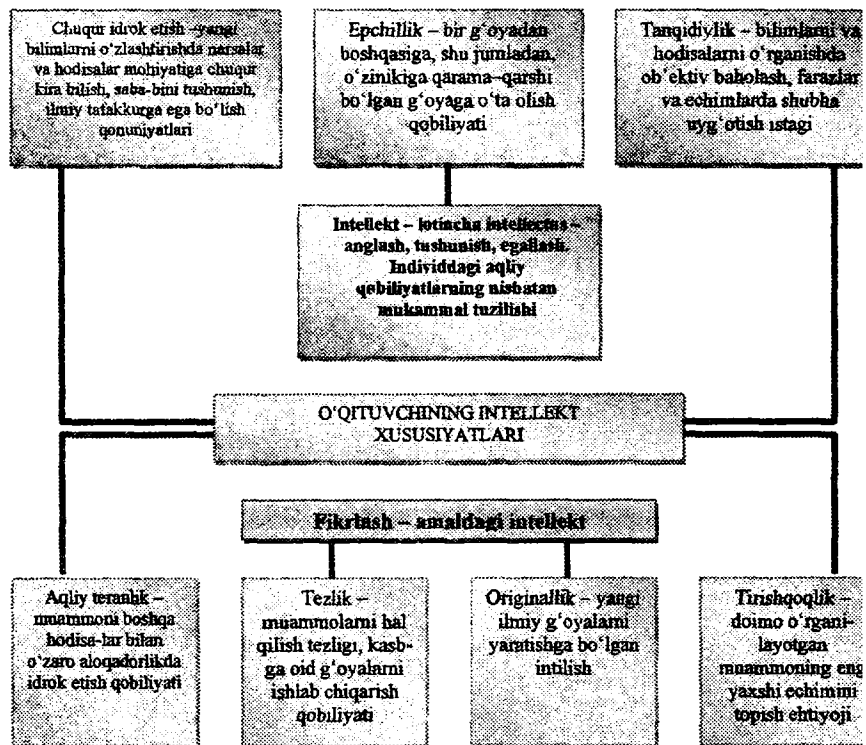 Chuqur idrok etish –yangi
bilimlarni o‘zlashtirishda narsalar
va hodisalar mohiyatiga chuqur
kira bilish, saba-bini tushunish,
ilmiy tafakkurga ega bo‘lish
qonuniyatlari
Epchillik – bir g‘oyadan
boshqasiga, shu jumladan,
o‘zinikiga qarama–qarshi
bo‘lgan g‘oyaga o‘ta olish
qobiliyati
Tanqidiylik – bilimlarni va
hodisalarni o‘rganishda
ob’ektiv baholash, farazlar
va echimlarda shubha
uyg‘otish istagi
Intellekt – lotincha intellectus –
anglash, tushunish, egallash.
Individdagi aqliy
qobiliyatlarning nisbatan
mukammal tuzilishi
O‘QITUVCHINING INTELLEKT
XUSUSIYATLARI
Fikrlash – amaldagi intellekt
Aqliy teranlik –
muammoni boshqa
hodisa-lar bilan
o‘zaro aloqadorlikda
idrok etish qobiliyati
Tezlik –
muammolarni hal
qilish tezligi, kasb-
ga oid g‘oyalarni
ishlab chiqarish
qobiliyati
Originallik – yangi
ilmiy g‘oyalarni
yaratishga bo‘lgan
intilish
Tirishqoqlik –
doimo o‘rgani-
layotgan
muammoning eng
yaxshi echimini
topish ehtiyoji